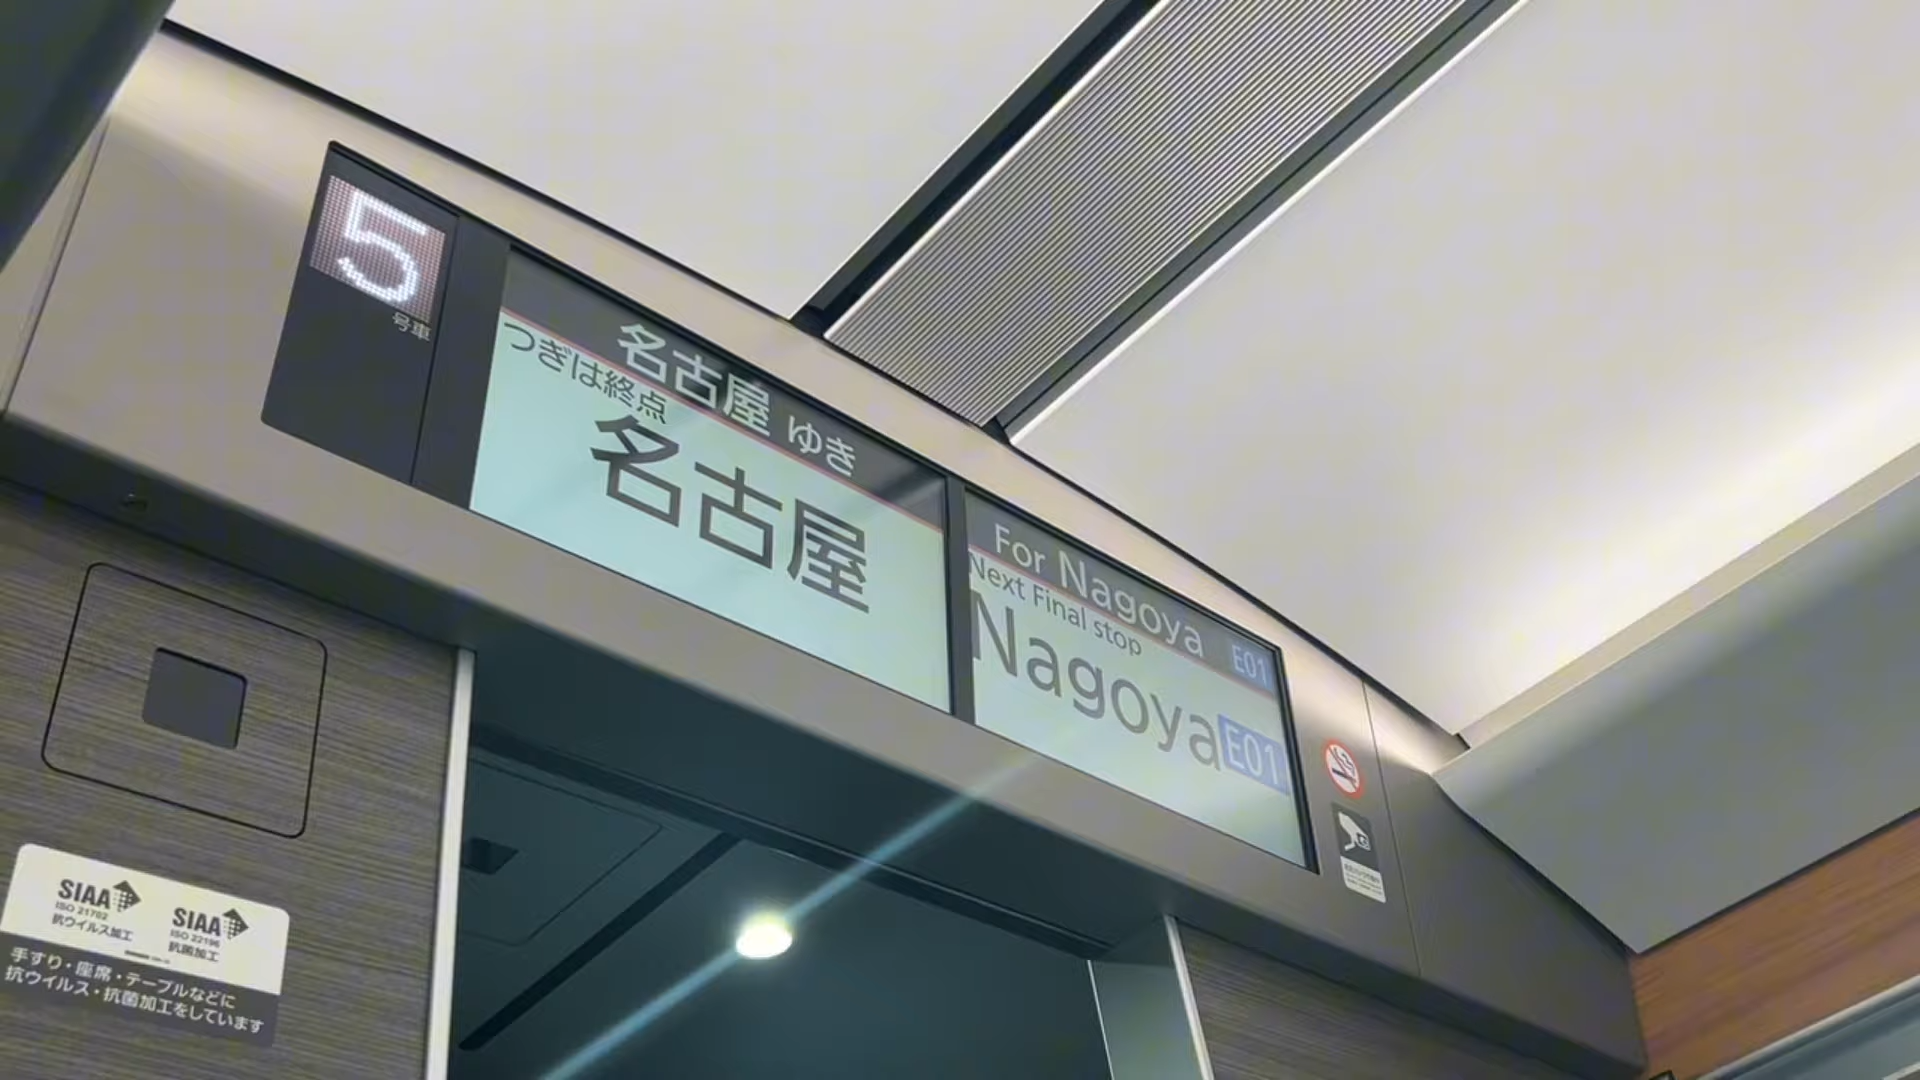 5
号車
名古屋 ゆき
つぎは終点
名古屋
For Nagoya E01
Next Final stop
Nagoya E01
SIAA
ISO 21702
抗ウイルス加工
SIAA
ISO 22196
抗菌加工
手すり・座席・テーブルなどに
抗ウイルス・抗菌加工をしています